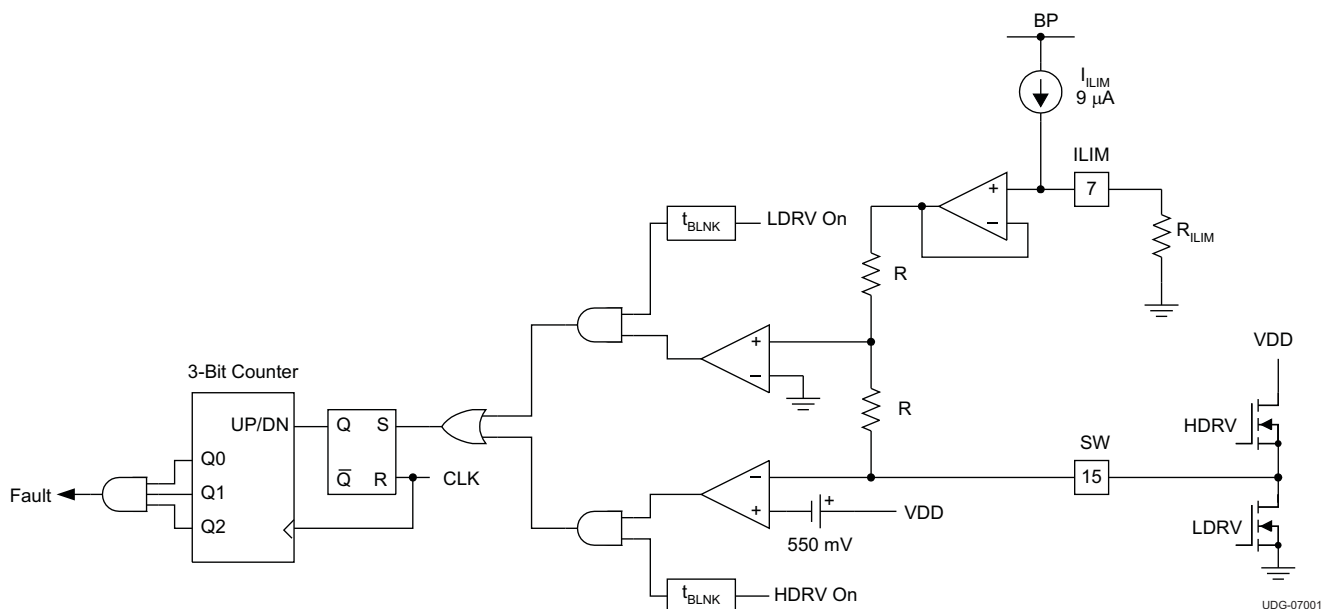 BP
I_ILIM
9 μA
ILIM
7
R_ILIM
+
−
t_BLNK
LDRV On
R
+
−
VDD
3-Bit Counter
R
HDRV
UP/DN
Q
S
SW
Q0
Q̅
R
CLK
−
15
Fault
Q1
+
+
VDD
LDRV
Q2
550 mV
t_BLNK
HDRV On
UDG-07001